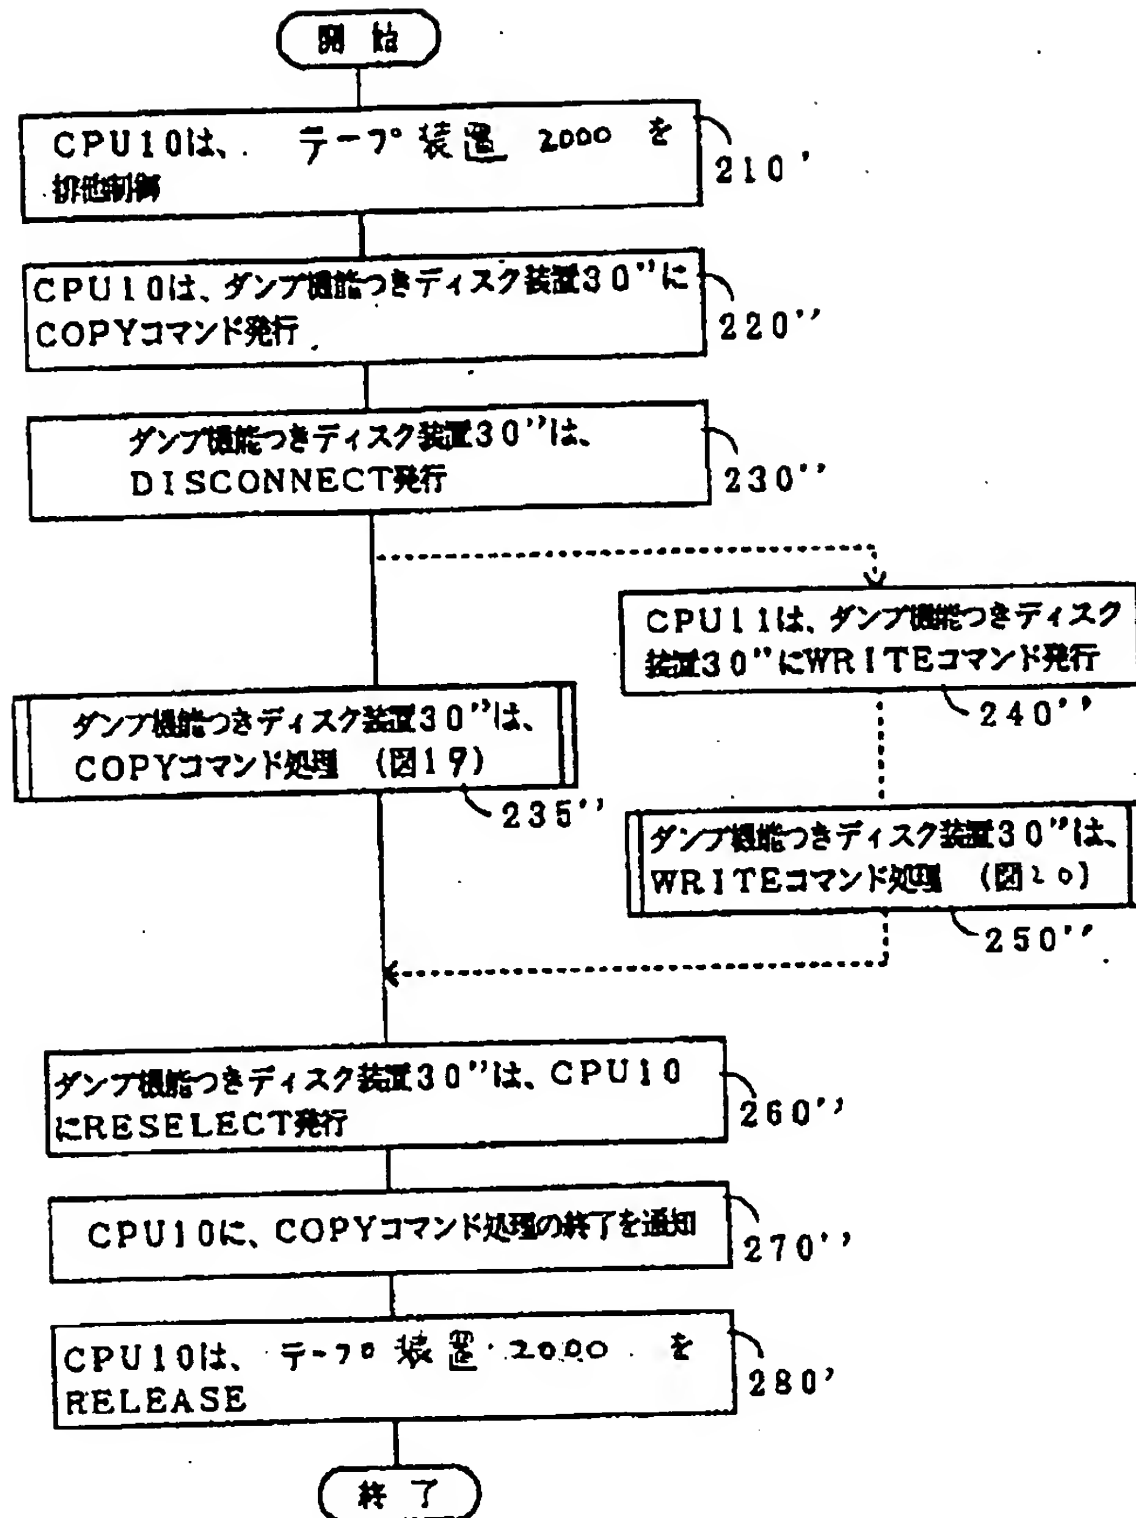 開始
CPU10は、 テープ装置 2000 を
排他制御
210'
CPU10は、ダンプ機能つきディスク装置30''に
COPYコマンド発行
220''
ダンプ機能つきディスク装置30''は、
DISCONNECT発行
230''
CPU11は、ダンプ機能つきディスク
装置30''にWRITEコマンド発行
240''
ダンプ機能つきディスク装置30''は、
COPYコマンド処理 (図19)
235''
ダンプ機能つきディスク装置30''は、
WRITEコマンド処理 (図20)
250''
ダンプ機能つきディスク装置30''は、CPU10
にRESELECT発行
260''
CPU10に、COPYコマンド処理の終了を通知
270''
CPU10は、 テープ装置 2000 を
RELEASE
280'
終了